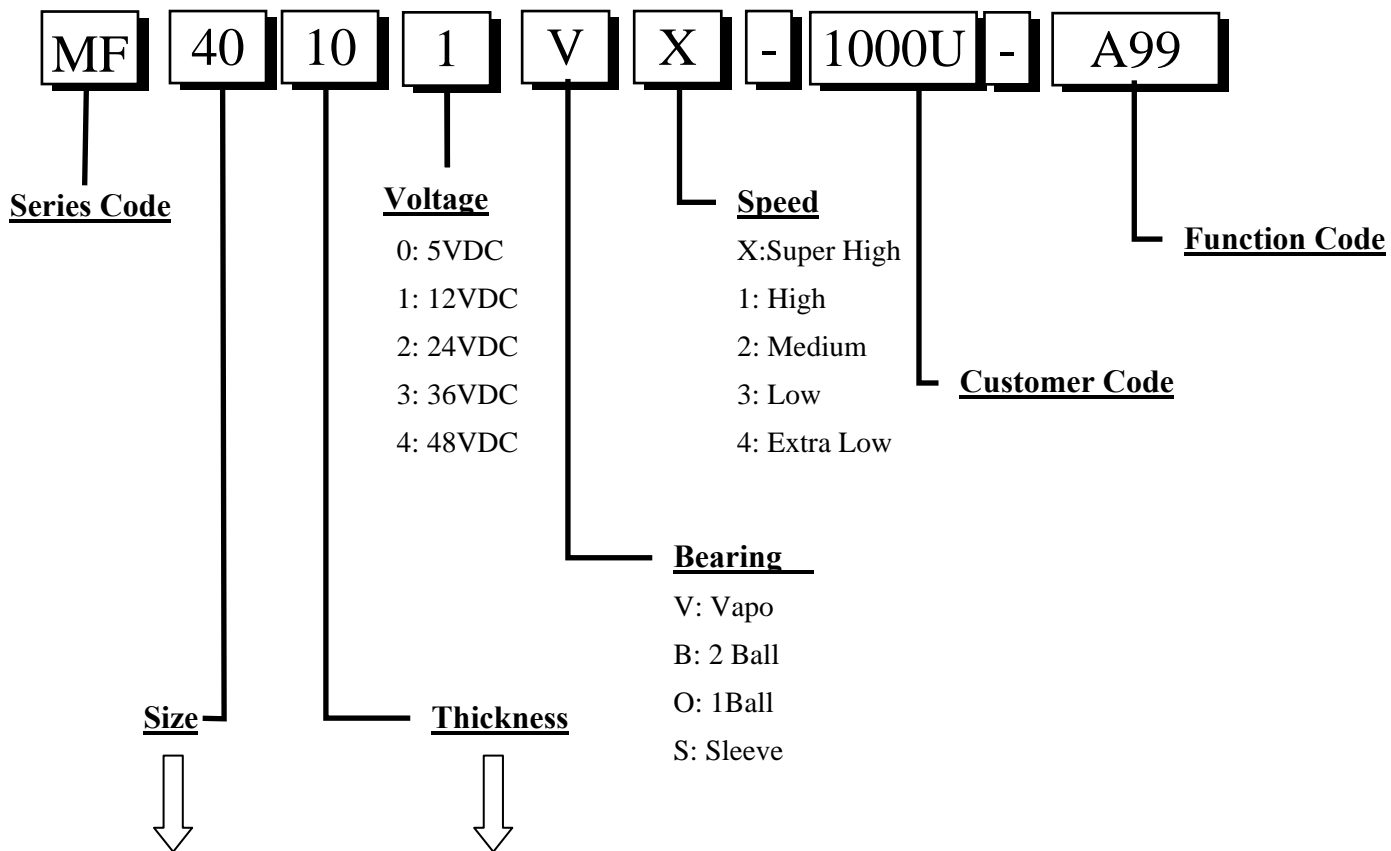 MF 40 10 1 V X - 1000U - A99
Series Code
Voltage
0: 5VDC
1: 12VDC
2: 24VDC
3: 36VDC
4: 48VDC
Speed
X:Super High
1: High
2: Medium
3: Low
4: Extra Low
Function Code
Customer Code
Bearing
V: Vapo
B: 2 Ball
O: 1Ball
S: Sleeve
Size
Thickness